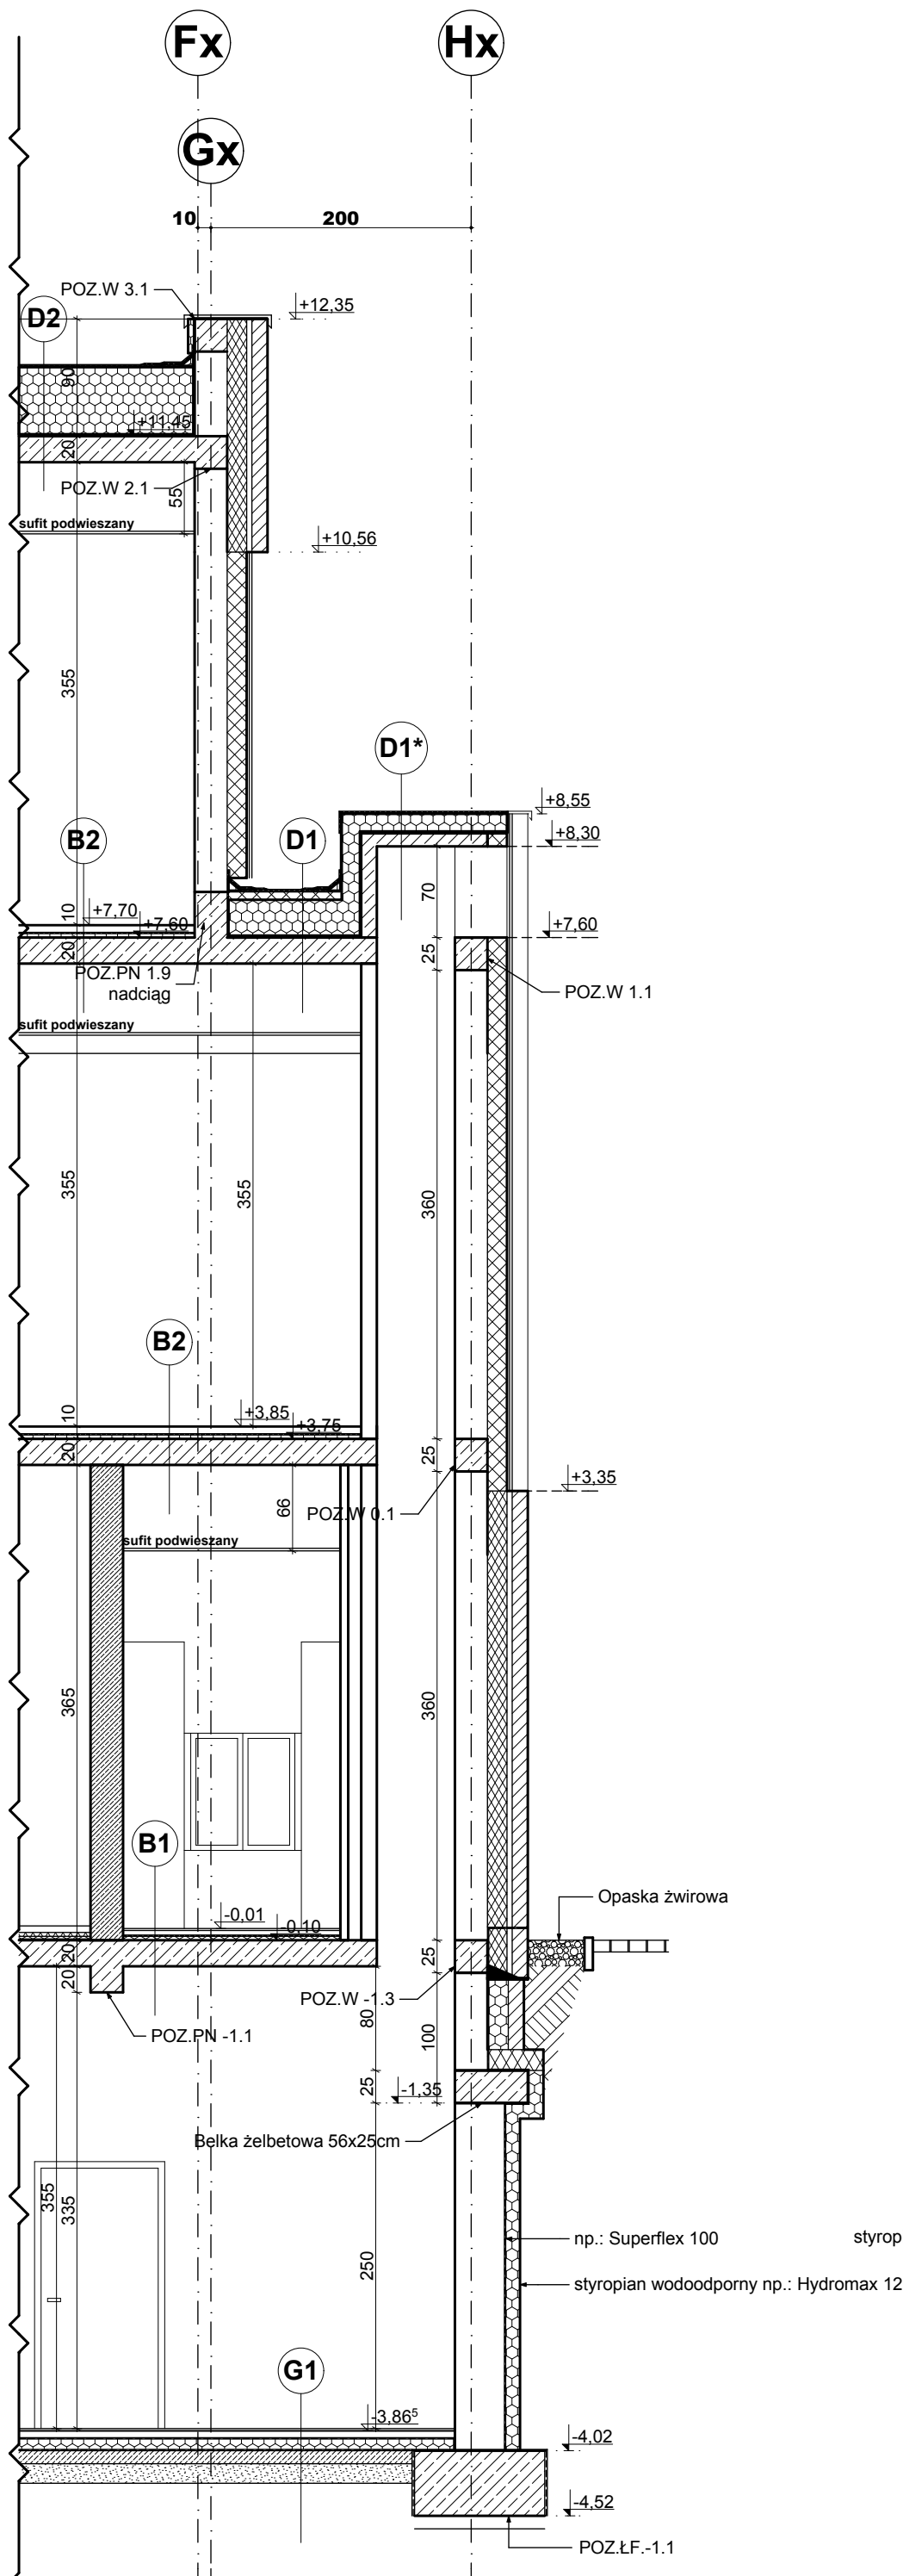 Fx
Hx
Gx
10
200
POZ.W 3.1
+12,35
D2
90
+11,45
20
POZ.W 2.1
55
sufit podwieszany
+10,56
355
D1*
+8,55
B2
D1
+8,30
70
10
+7,70
+7,60
+7,60
20
25
POZ.PN 1.9
nadciąg
POZ.W 1.1
sufit podwieszany
355
355
360
B2
10
+3,85
+3,75
20
25
+3,35
66
POZ.W 0.1
sufit podwieszany
365
360
B1
Opaska żwirowa
-0,01
-0,10
20
25
20
POZ.W -1.3
80
100
POZ.PN -1.1
25
-1,35
Belka żelbetowa 56x25cm
355
335
250
np.: Superflex 100
styrop
styropian wodoodporny np.: Hydromax 12
G1
-3,86⁵
-4,02
-4,52
POZ.ŁF.-1.1